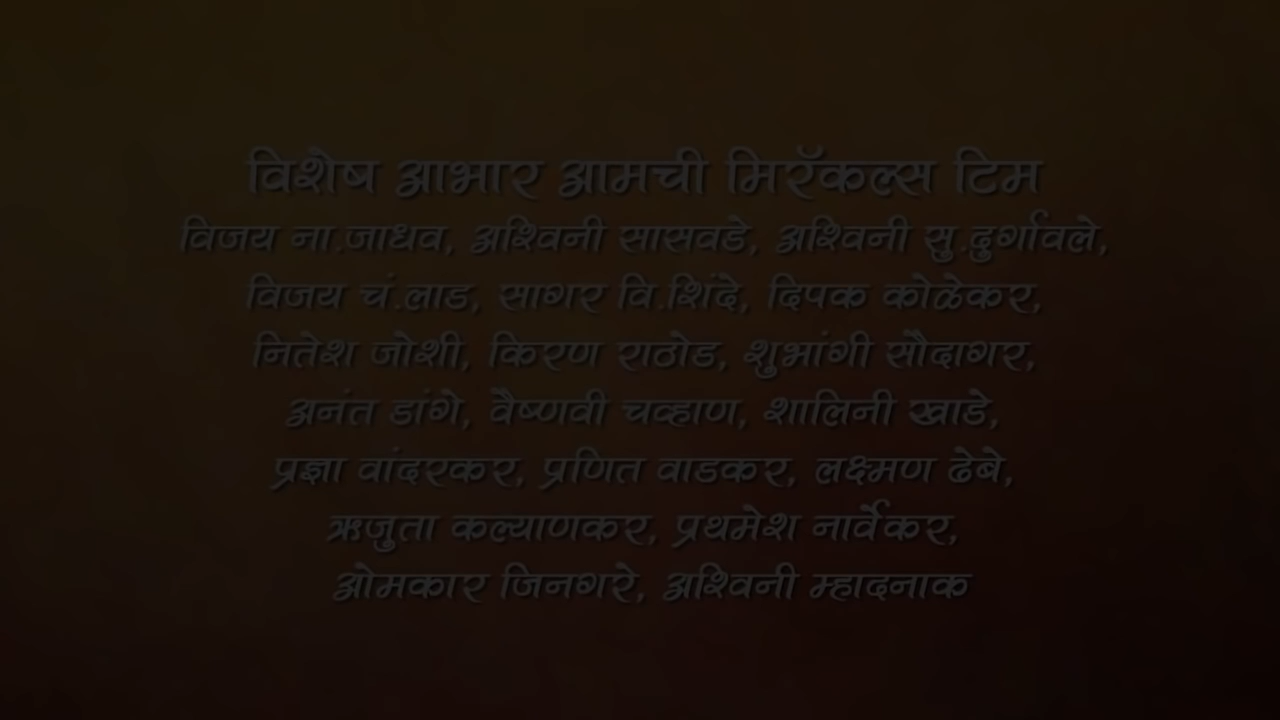 विशेष आभार आमची मिरॅकल्स टिम
विजय ना.जाधव, अश्विनी सासवडे, अश्विनी सु.दुर्गावले,
विजय चं.लाड, सागर वि.शिंदे, दिपक कोळेकर,
नितेश जोशी, किरण राठोड, शुभांगी सौदागर,
अनंत डांगे, वैष्णवी चव्हाण, शालिनी खाडे,
प्रज्ञा वांदरकर, प्रणित वाडकर, लक्ष्मण ढेबे,
ऋजुता कल्याणकर, प्रथमेश नार्वेकर,
ओमकार जिनगरे, अश्विनी म्हादनाक